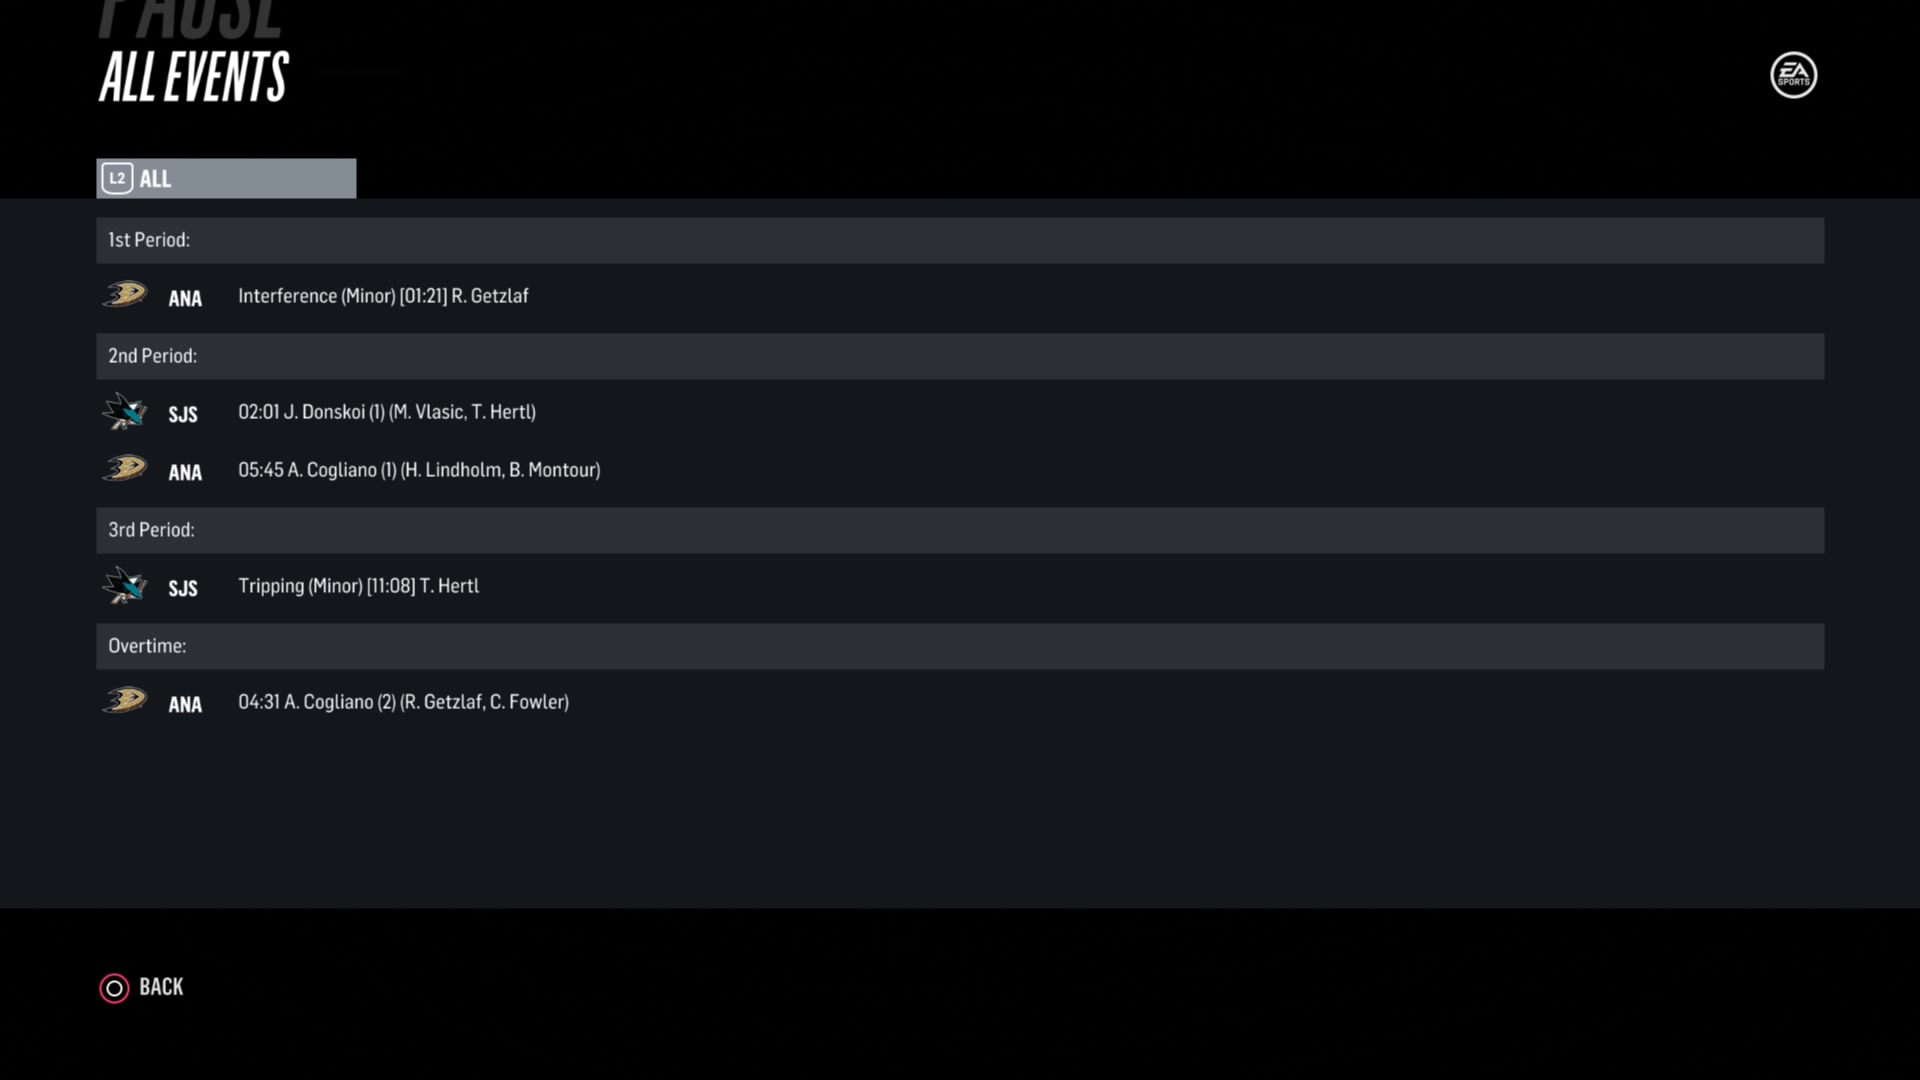 PAUSE
ALL EVENTS
EA
SPORTS
L2 ALL
1st Period:
ANA Interference (Minor) [01:21] R. Getzlaf
2nd Period:
SJS 02:01 J. Donskoi (1) (M. Vlasic, T. Hertl)
ANA 05:45 A. Cogliano (1) (H. Lindholm, B. Montour)
3rd Period:
SJS Tripping (Minor) [11:08] T. Hertl
Overtime:
ANA 04:31 A. Cogliano (2) (R. Getzlaf, C. Fowler)
BACK